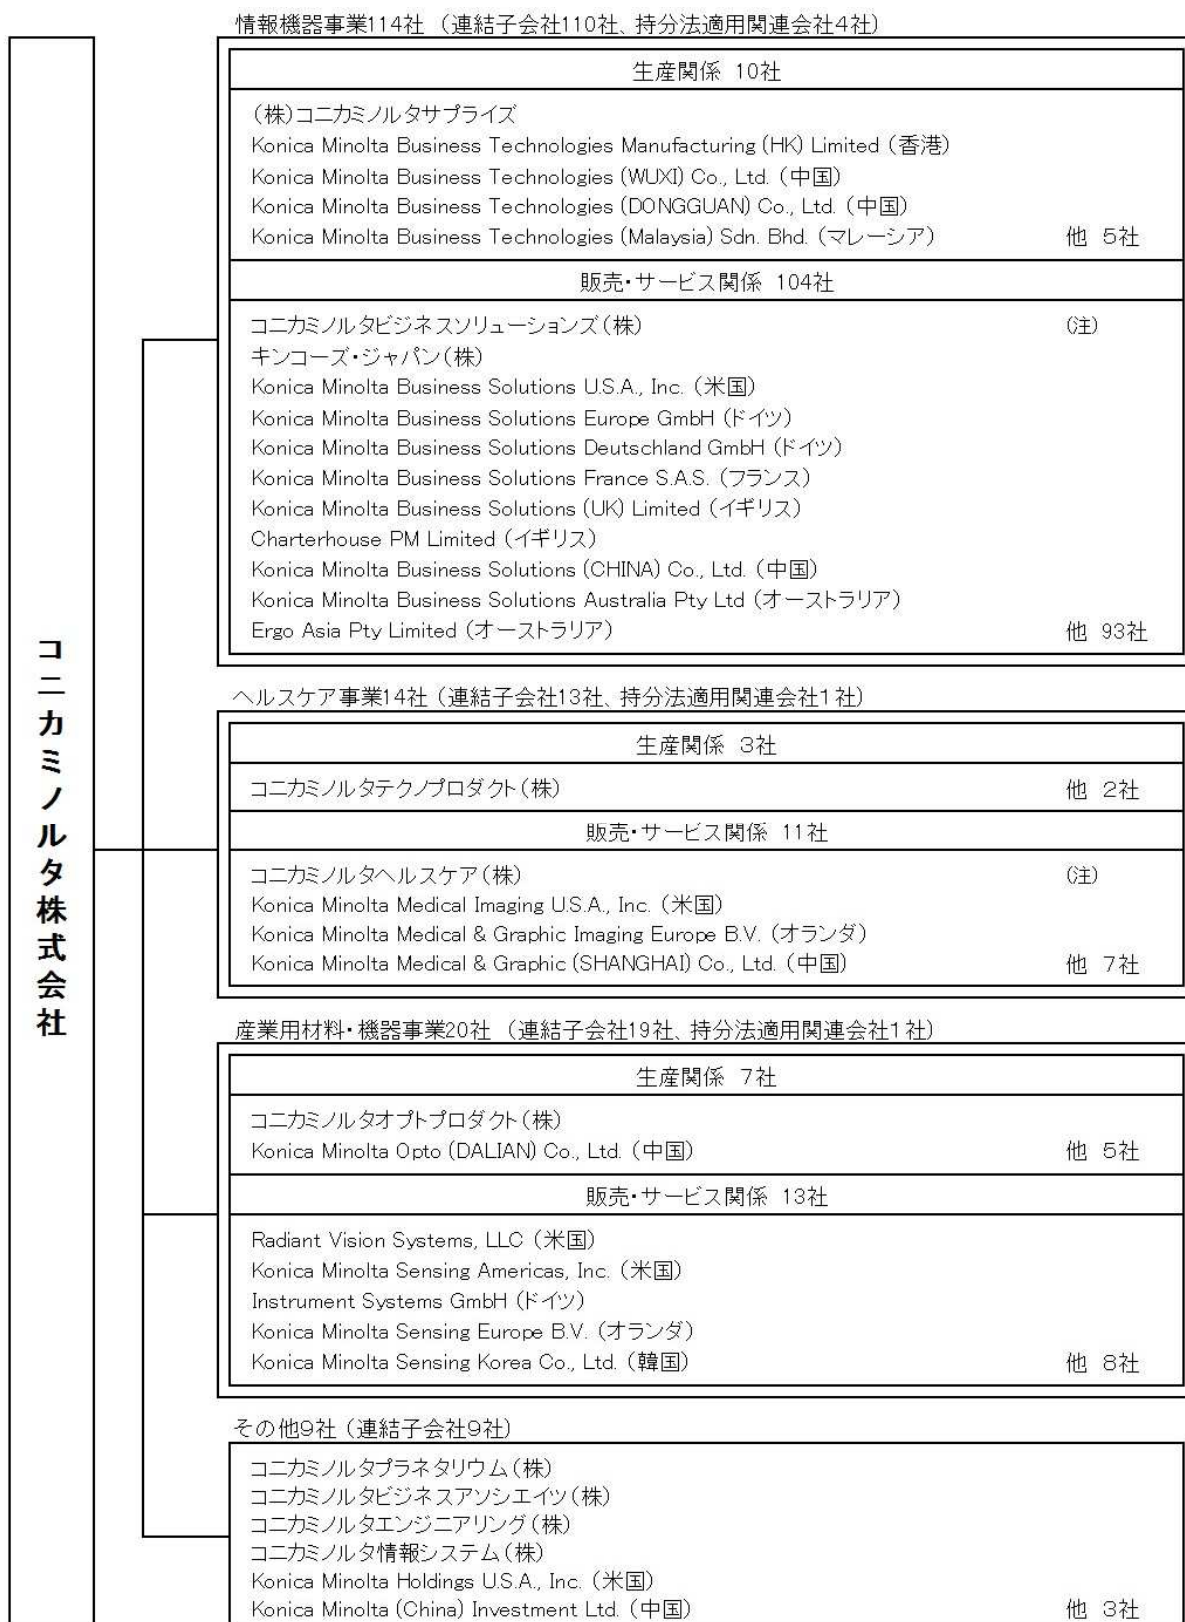 情報機器事業114社 (連結子会社110社、持分法適用関連会社4社)
生産関係 10社
(株)コニカミノルタサプライズ
Konica Minolta Business Technologies Manufacturing (HK) Limited (香港)
Konica Minolta Business Technologies (WUXI) Co., Ltd. (中国)
Konica Minolta Business Technologies (DONGGUAN) Co., Ltd. (中国)
Konica Minolta Business Technologies (Malaysia) Sdn. Bhd. (マレーシア) 他 5社
販売・サービス関係 104社
コニカミノルタビジネスソリューションズ(株) (注)
キンコーズ・ジャパン(株)
Konica Minolta Business Solutions U.S.A., Inc. (米国)
Konica Minolta Business Solutions Europe GmbH (ドイツ)
Konica Minolta Business Solutions Deutschland GmbH (ドイツ)
Konica Minolta Business Solutions France S.A.S. (フランス)
Konica Minolta Business Solutions (UK) Limited (イギリス)
Charterhouse PM Limited (イギリス)
Konica Minolta Business Solutions (CHINA) Co., Ltd. (中国)
Konica Minolta Business Solutions Australia Pty Ltd (オーストラリア)
Ergo Asia Pty Limited (オーストラリア) 他 93社
コニカミノルタ株式会社
ヘルスケア事業14社 (連結子会社13社、持分法適用関連会社1社)
生産関係 3社
コニカミノルタテクノプロダクト(株) 他 2社
販売・サービス関係 11社
コニカミノルタヘルスケア(株) (注)
Konica Minolta Medical Imaging U.S.A., Inc. (米国)
Konica Minolta Medical & Graphic Imaging Europe B.V. (オランダ)
Konica Minolta Medical & Graphic (SHANGHAI) Co., Ltd. (中国) 他 7社
産業用材料・機器事業20社 (連結子会社19社、持分法適用関連会社1社)
生産関係 7社
コニカミノルタオプトプロダクト(株)
Konica Minolta Opto (DALIAN) Co., Ltd. (中国) 他 5社
販売・サービス関係 13社
Radiant Vision Systems, LLC (米国)
Konica Minolta Sensing Americas, Inc. (米国)
Instrument Systems GmbH (ドイツ)
Konica Minolta Sensing Europe B.V. (オランダ)
Konica Minolta Sensing Korea Co., Ltd. (韓国) 他 8社
その他9社 (連結子会社9社)
コニカミノルタプラネタリウム(株)
コニカミノルタビジネスアソシエイツ(株)
コニカミノルタエンジニアリング(株)
コニカミノルタ情報システム(株)
Konica Minolta Holdings U.S.A., Inc. (米国)
Konica Minolta (China) Investment Ltd. (中国) 他 3社